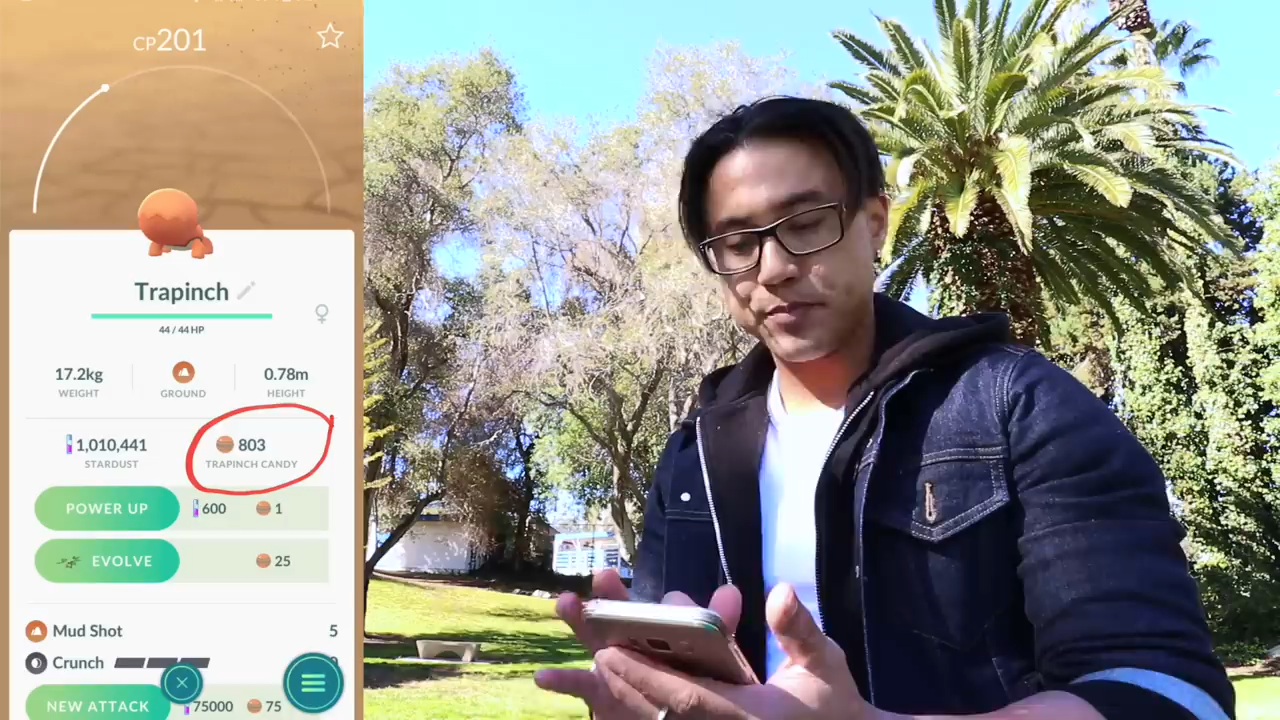 CP201
Trapinch
44 / 44 HP
17.2kg
WEIGHT
GROUND
0.78m
HEIGHT
1,010,441
STARDUST
803
TRAPINCH CANDY
POWER UP 600 1
EVOLVE 25
Mud Shot 5
Crunch
NEW ATTACK 75000 75